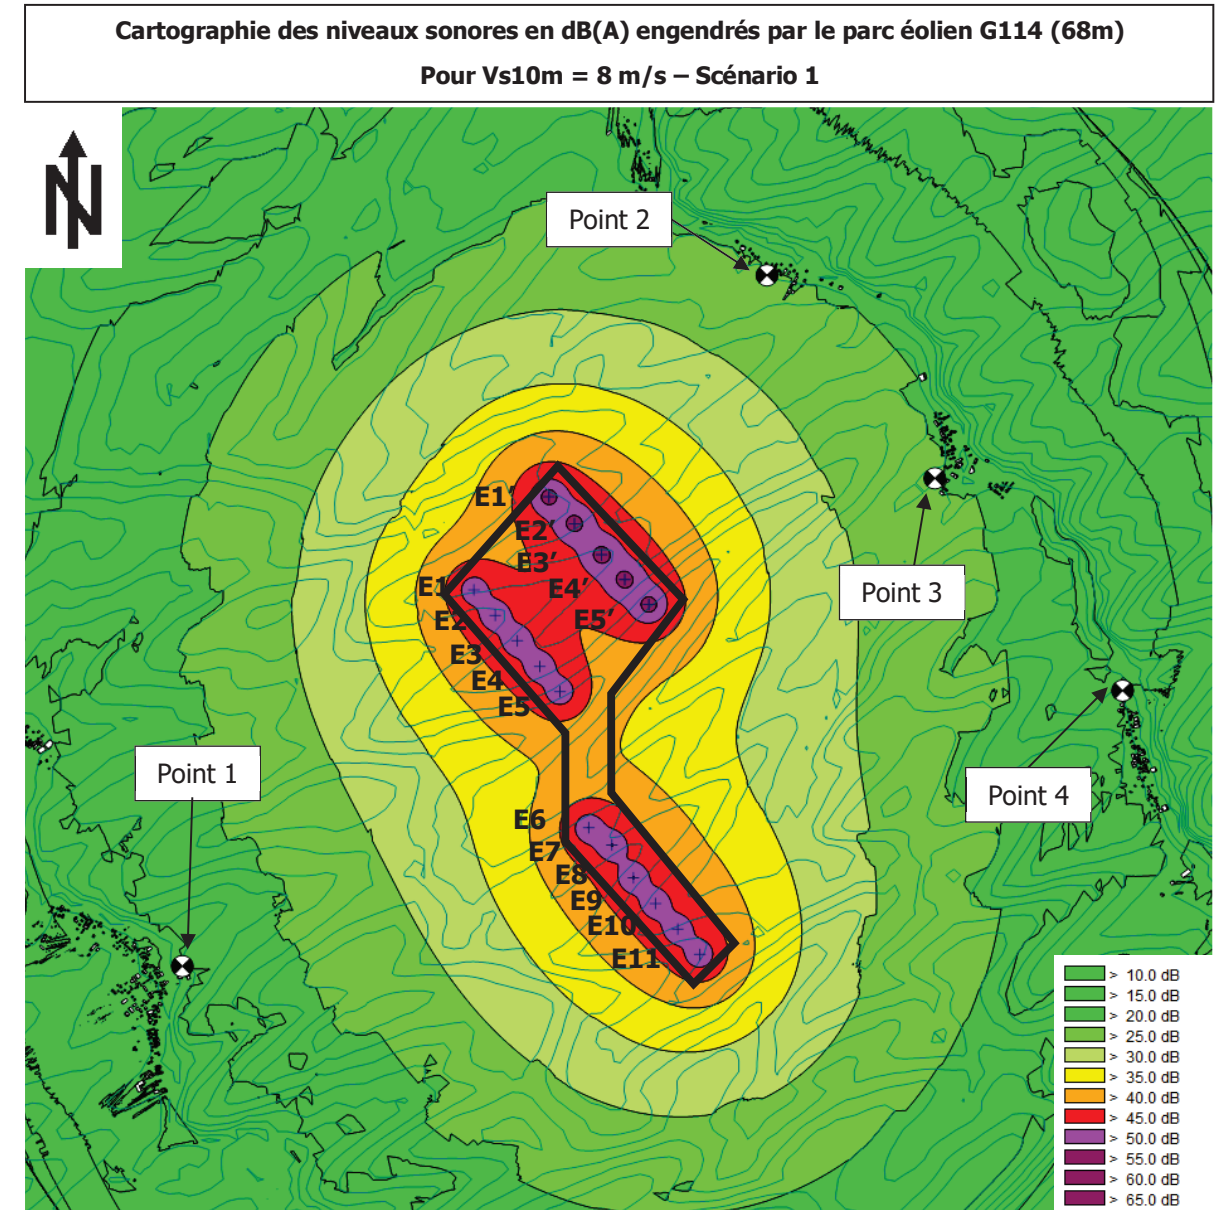 Cartographie des niveaux sonores en dB(A) engendrés par le parc éolien G114 (68m)
Pour Vs10m = 8 m/s – Scénario 1
N
Point 2
E1'
E2'
E3'
E4'
E5'
E1
E2
E3
E4
E5
Point 3
Point 1
Point 4
E6
E7
E8
E9
E10
E11
> 10.0 dB
> 15.0 dB
> 20.0 dB
> 25.0 dB
> 30.0 dB
> 35.0 dB
> 40.0 dB
> 45.0 dB
> 50.0 dB
> 55.0 dB
> 60.0 dB
> 65.0 dB